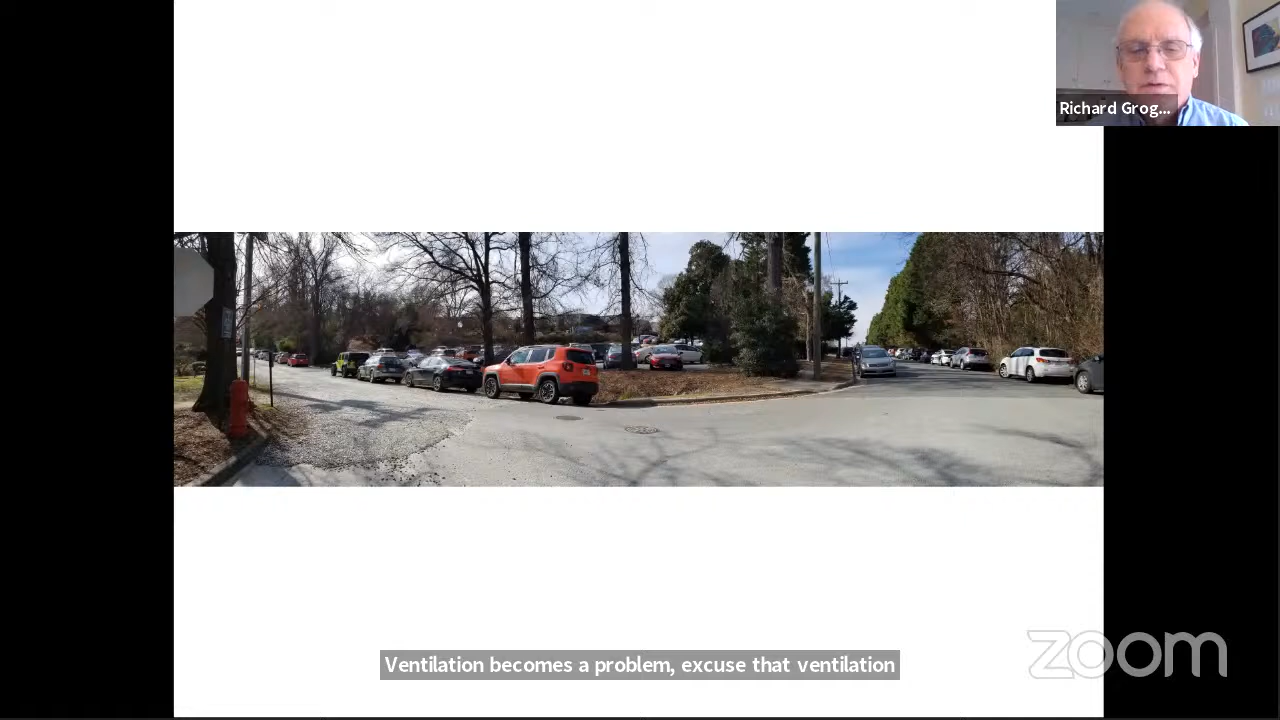 Richard Grog...
Ventilation becomes a problem, excuse that ventilation
zoom